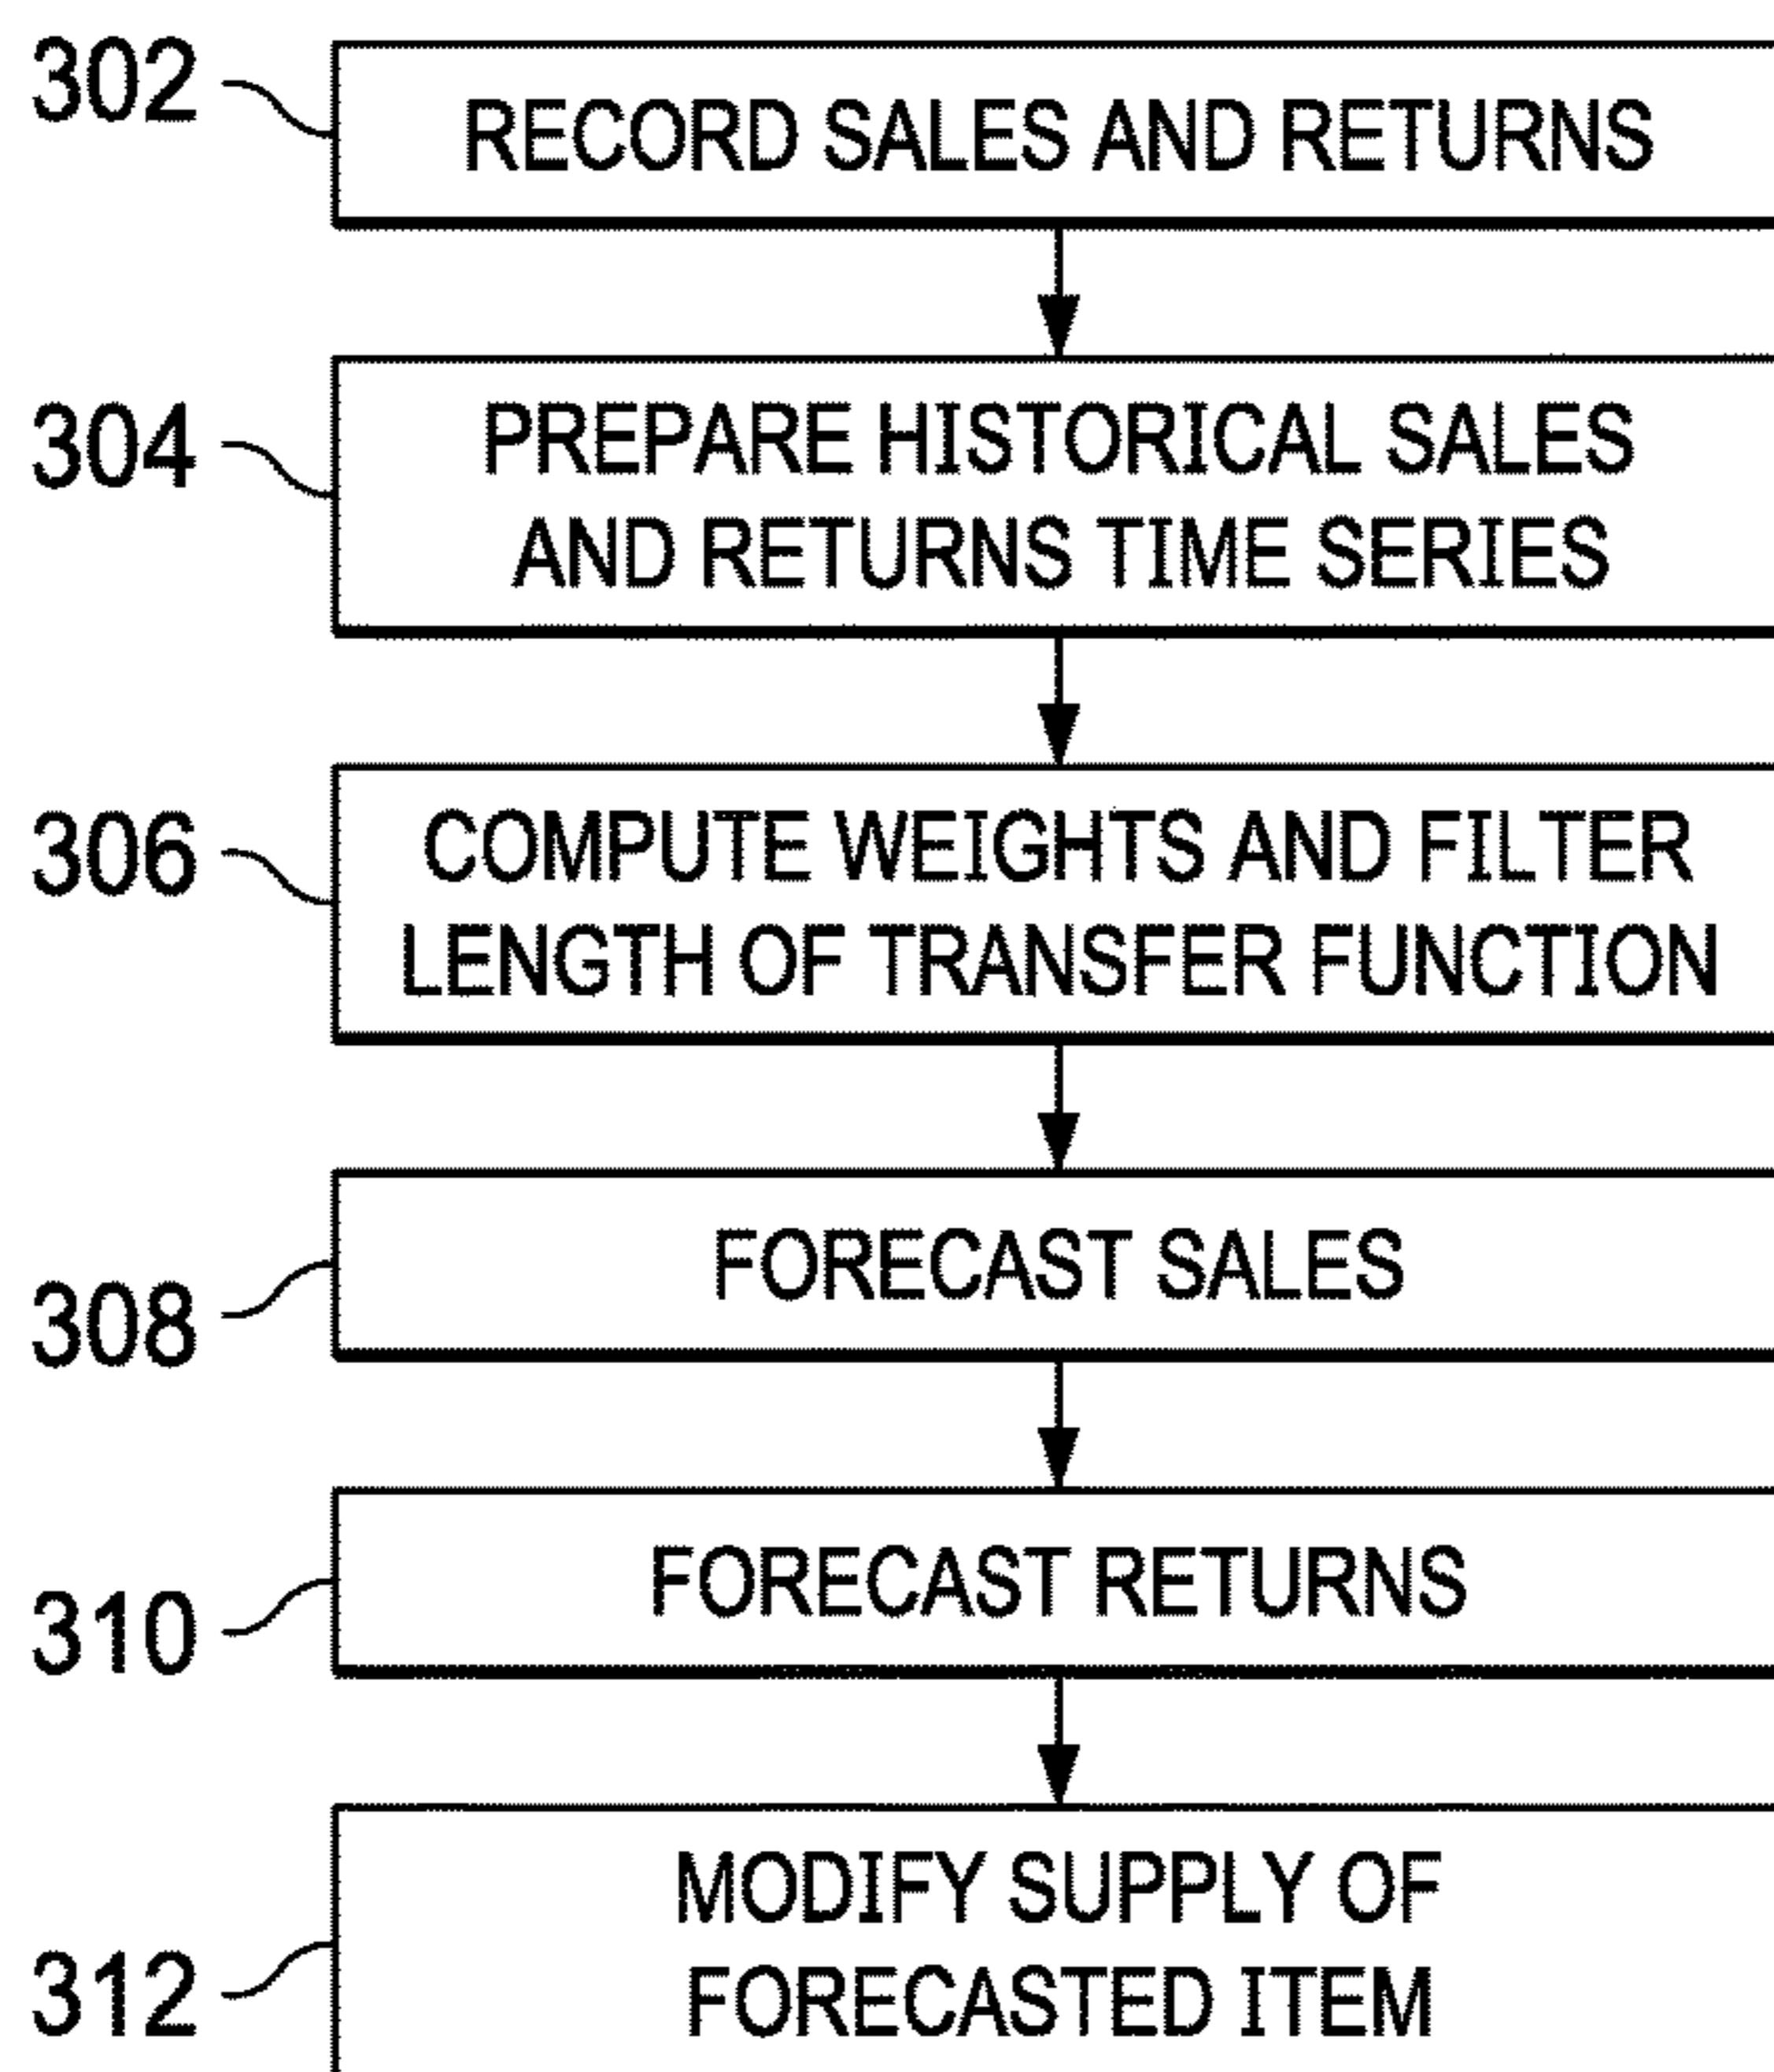 302
RECORD SALES AND RETURNS
304
PREPARE HISTORICAL SALES
AND RETURNS TIME SERIES
306
COMPUTE WEIGHTS AND FILTER
LENGTH OF TRANSFER FUNCTION
308
FORECAST SALES
310
FORECAST RETURNS
312
MODIFY SUPPLY OF
FORECASTED ITEM